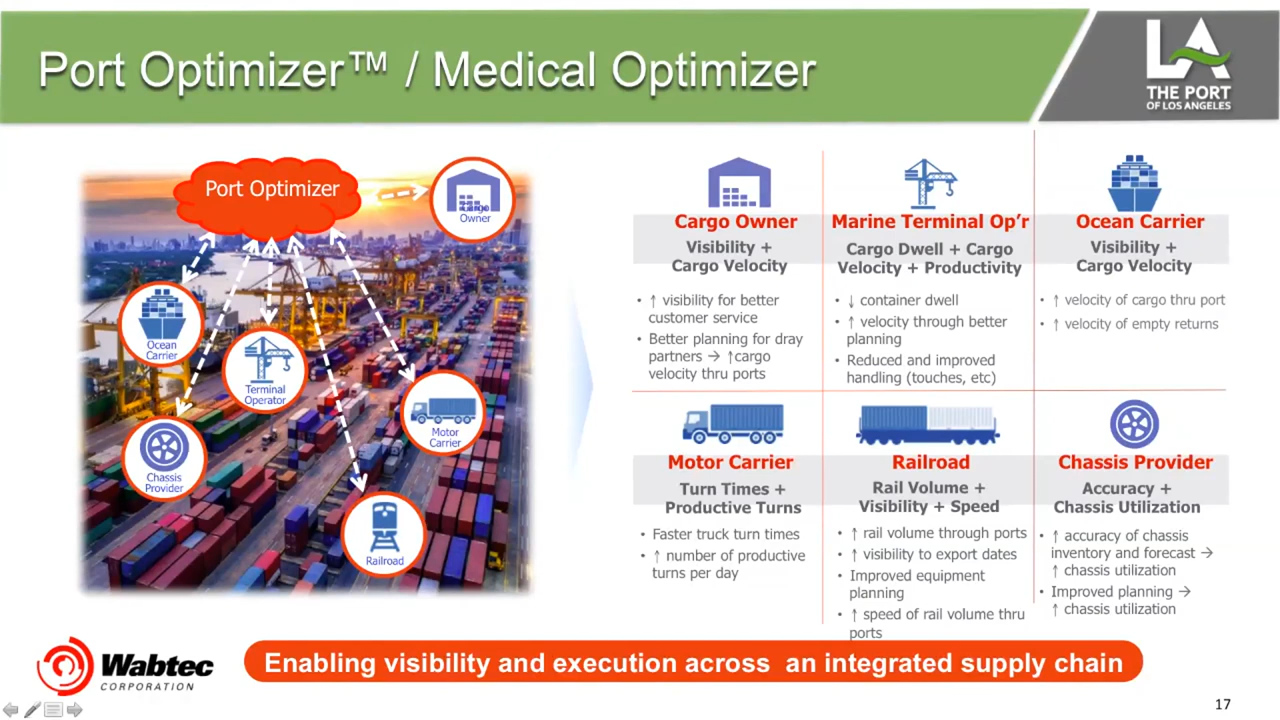 Port Optimizer™ / Medical Optimizer
LA
THE PORT
OF LOS ANGELES
Port Optimizer
Cargo
Owner
Ocean
Carrier
Terminal
Operator
Motor
Carrier
Chassis
Provider
Railroad
Cargo Owner
Visibility +
Cargo Velocity
• ↑ visibility for better
customer service
• Better planning for dray
partners → ↑cargo
velocity thru ports
Marine Terminal Op'r
Cargo Dwell + Cargo
Velocity + Productivity
• ↓ container dwell
• ↑ velocity through better
planning
• Reduced and improved
handling (touches, etc)
Ocean Carrier
Visibility +
Cargo Velocity
• ↑ velocity of cargo thru port
• ↑ velocity of empty returns
Motor Carrier
Turn Times +
Productive Turns
• Faster truck turn times
• ↑ number of productive
turns per day
Railroad
Rail Volume +
Visibility + Speed
• ↑ rail volume through ports
• ↑ visibility to export dates
• Improved equipment
planning
• ↑ speed of rail volume thru
ports
Chassis Provider
Accuracy +
Chassis Utilization
• ↑ accuracy of chassis
inventory and forecast →
↑ chassis utilization
• Improved planning →
↑ chassis utilization
Wabtec
CORPORATION
Enabling visibility and execution across an integrated supply chain
17